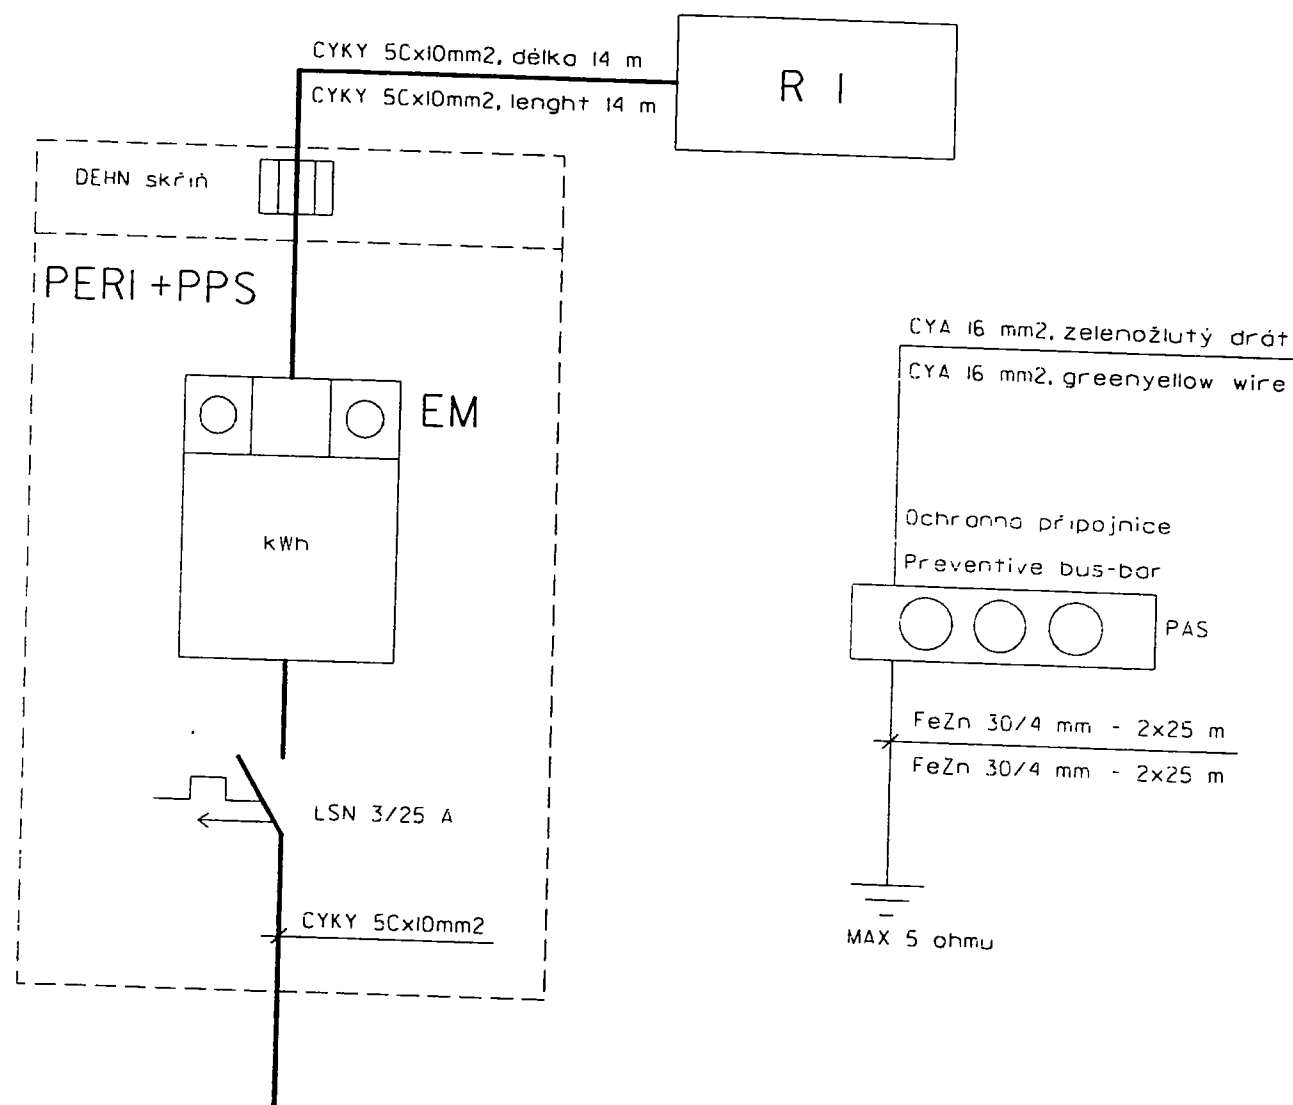 CYKY 5Cx10mm2, délka 14 m
CYKY 5Cx10mm2, lenght 14 m
R 1
DEHN skříň
PERI +PPS
EM
kWh
LSN 3/25 A
CYKY 5Cx10mm2
CYA 16 mm2, zelenožlutý drát
CYA 16 mm2, greenyellow wire
Ochranna přípojnice
Preventive bus-bar
PAS
FeZn 30/4 mm - 2x25 m
FeZn 30/4 mm - 2x25 m
MAX 5 ohmu